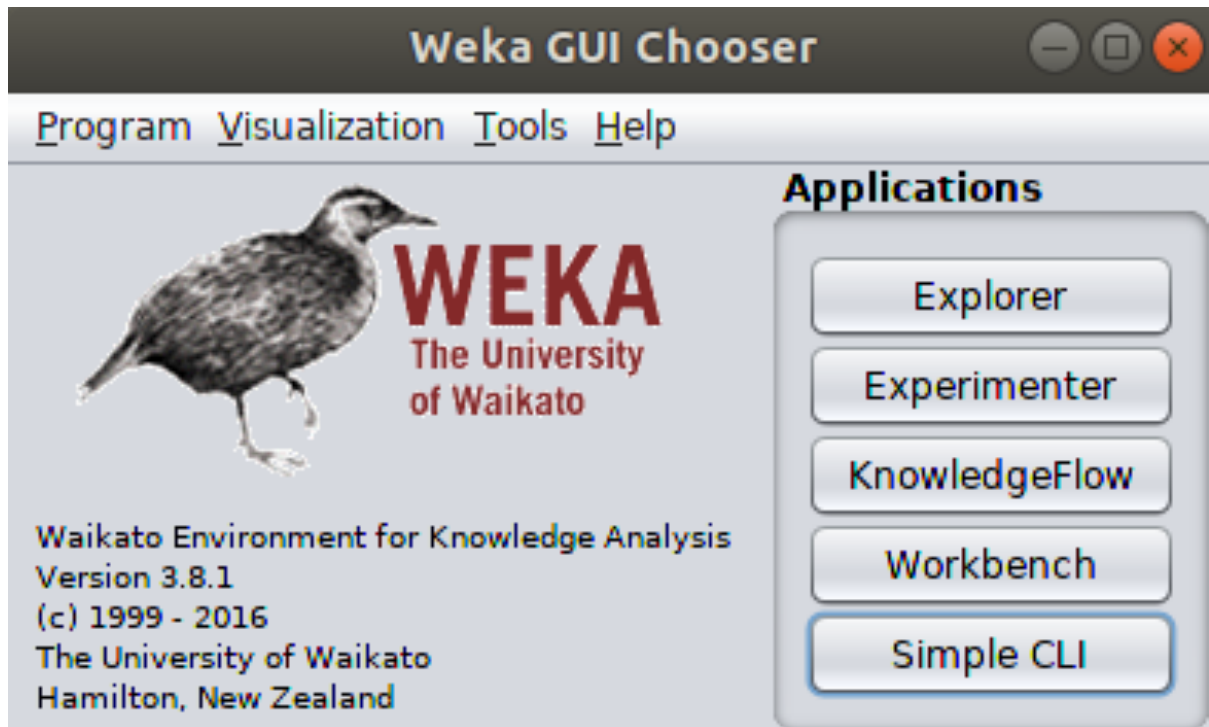 Weka GUI Chooser
Program Visualization Tools Help
WEKA
The University
of Waikato
Waikato Environment for Knowledge Analysis
Version 3.8.1
(c) 1999 - 2016
The University of Waikato
Hamilton, New Zealand
Applications
Explorer
Experimenter
KnowledgeFlow
Workbench
Simple CLI